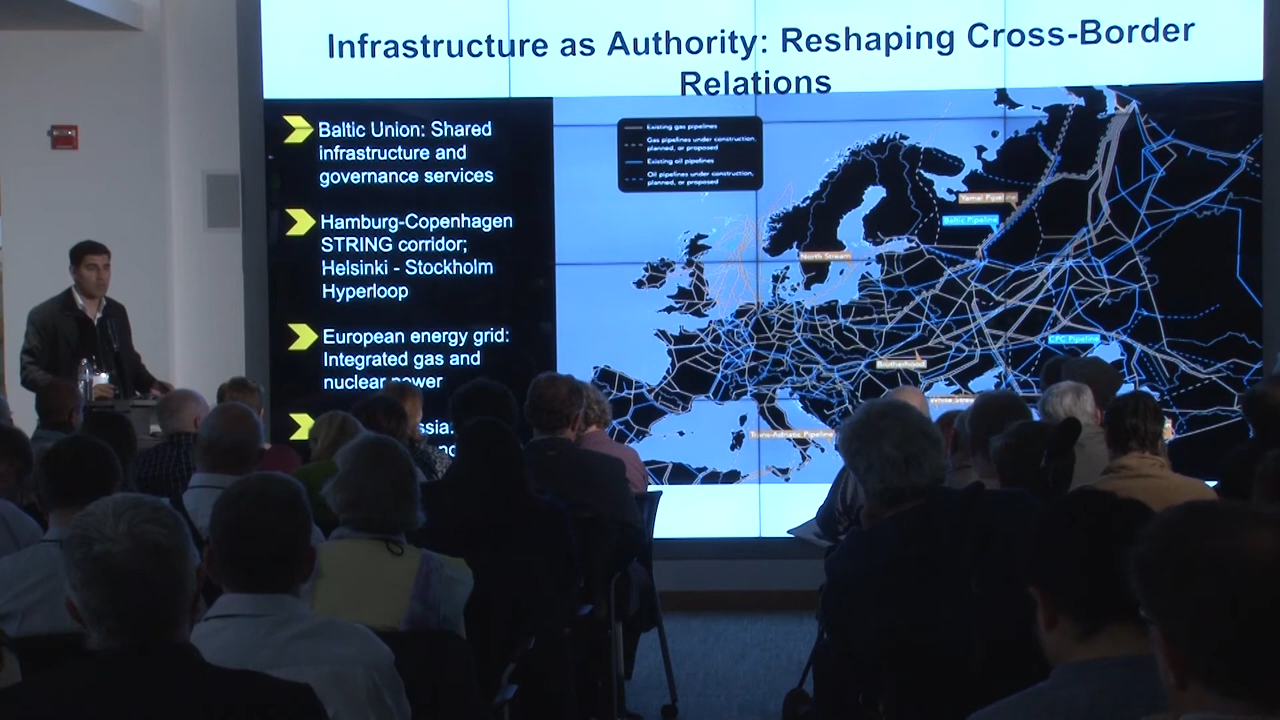 Infrastructure as Authority: Reshaping Cross-Border
Relations
Baltic Union: Shared
infrastructure and
governance services
Hamburg-Copenhagen
STRING corridor;
Helsinki - Stockholm
Hyperloop
European energy grid:
Integrated gas and
nuclear power
Existing gas pipelines
Gas pipelines under construction,
planned, or proposed
Existing oil pipelines
Oil pipelines under construction,
planned, or proposed
Yamal Pipeline
Baltic Pipeline
North Stream
CPC Pipeline
Brotherhood
Trans-Adriatic Pipeline